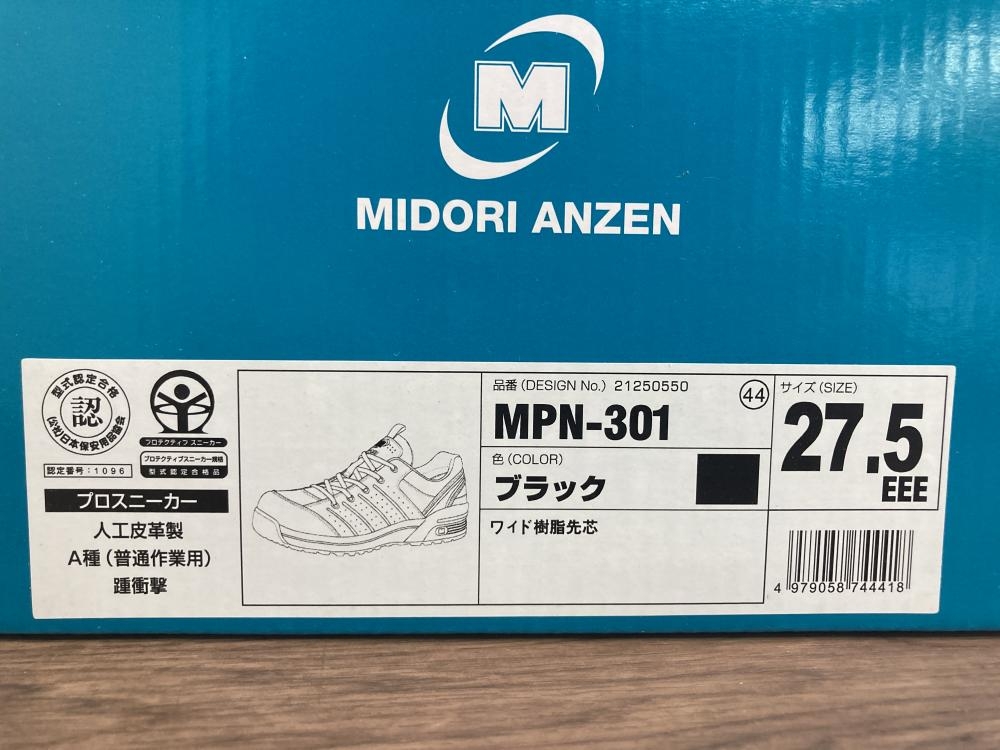 M
MIDORI ANZEN
型式認定合格
認
(公社)日本保安用品協会
認定番号：1096
プロテクティブ スニーカー
プロテクティブスニーカー規格
型式認定合格品
プロスニーカー
人工皮革製
A種（普通作業用）
踵衝撃
品番 (DESIGN No.) 21250550
44
MPN-301
色 (COLOR)
ブラック
ワイド樹脂先芯
サイズ (SIZE)
27.5
EEE
4 979058 744418